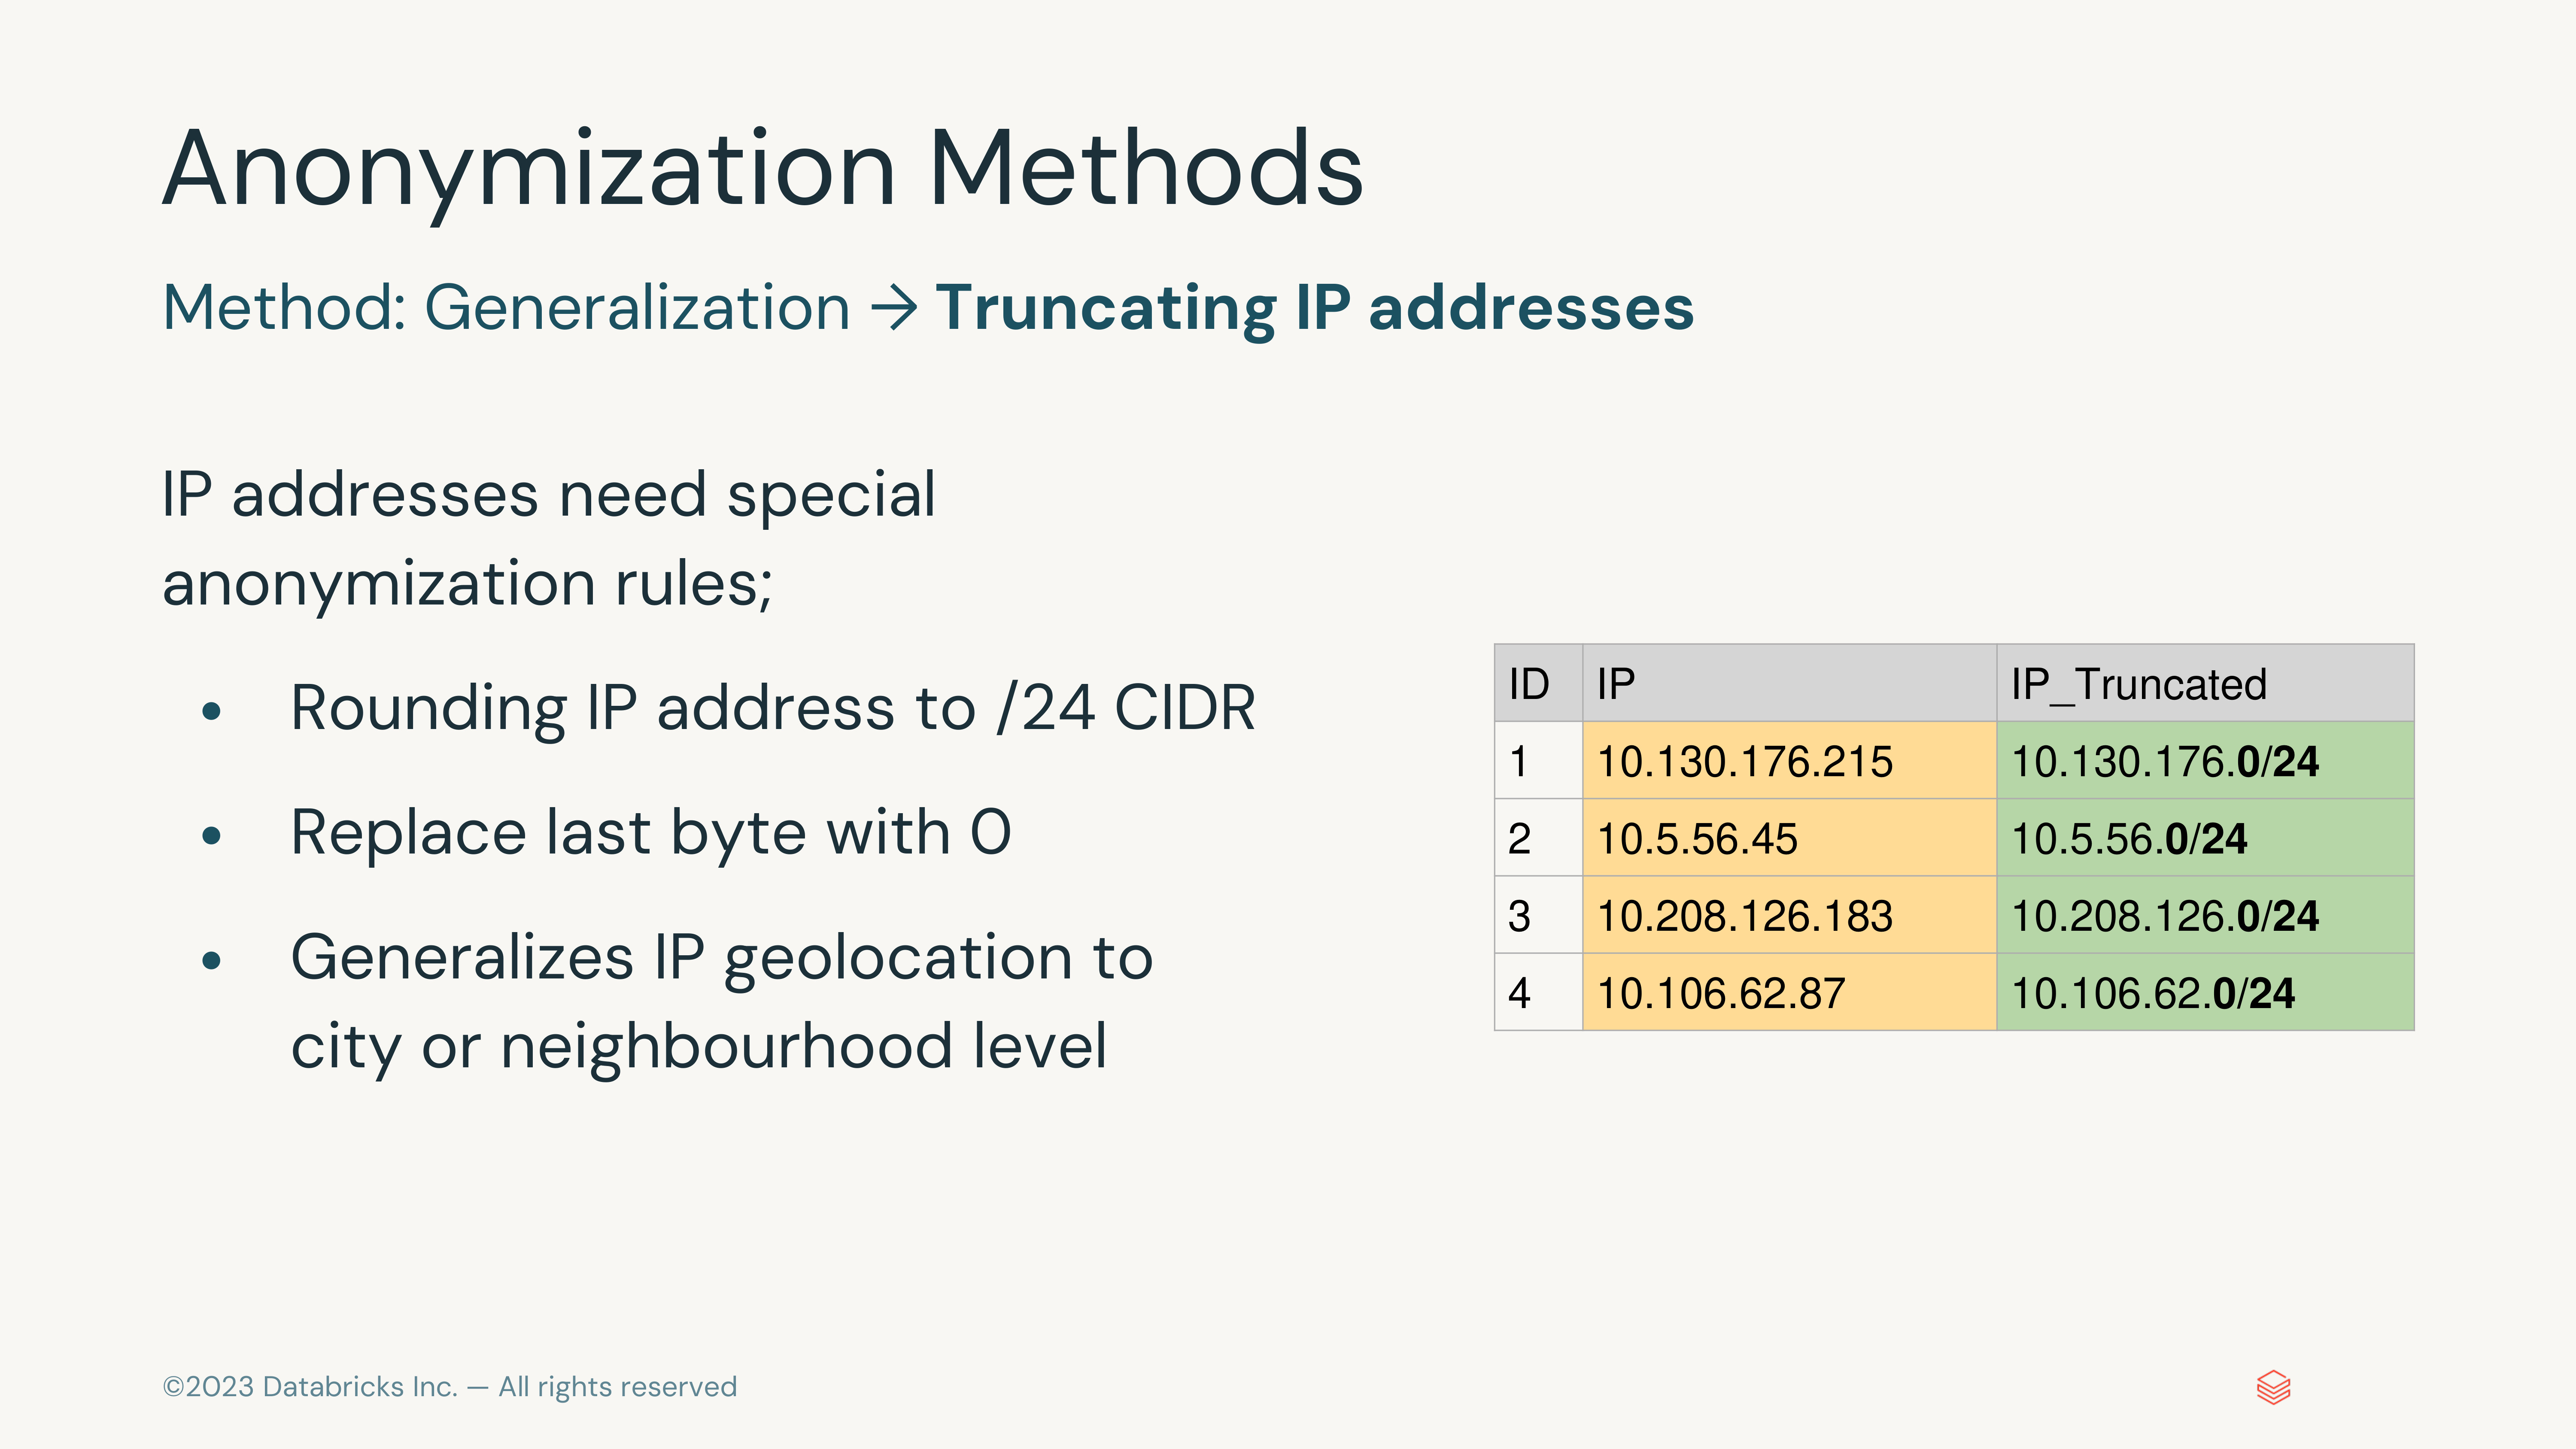 Anonymization Methods
Method: Generalization → Truncating IP addresses
IP addresses need special
anonymization rules;
• Rounding IP address to /24 CIDR
• Replace last byte with 0
• Generalizes IP geolocation to
city or neighbourhood level
ID IP IP_Truncated
1 10.130.176.215 10.130.176.0/24
2 10.5.56.45 10.5.56.0/24
3 10.208.126.183 10.208.126.0/24
4 10.106.62.87 10.106.62.0/24
©2023 Databricks Inc. — All rights reserved